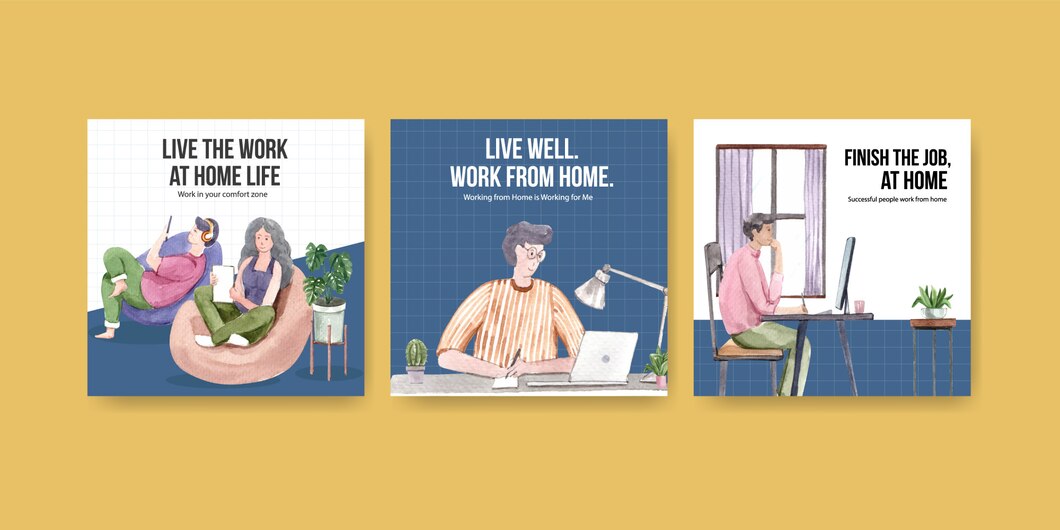 LIVE THE WORK
AT HOME LIFE
Work in your comfort zone
LIVE WELL.
WORK FROM HOME.
Working from Home is Working for Me
FINISH THE JOB,
AT HOME
Successful people work from home